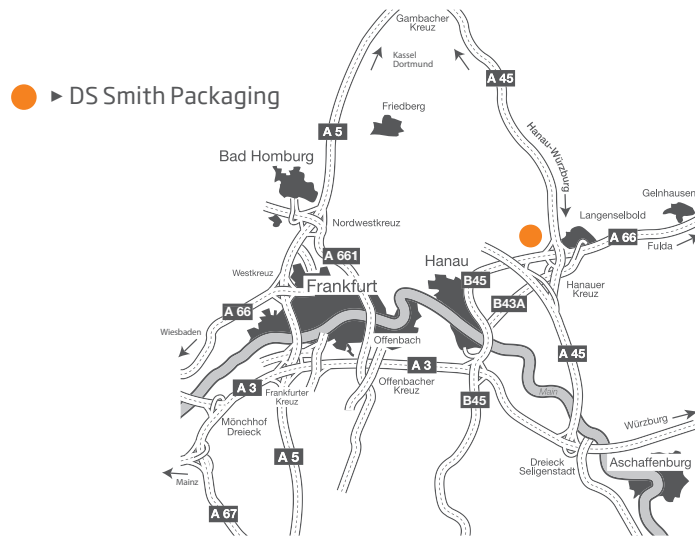 Gambacher
Kreuz
Kassel
Dortmund
A 45
▸ DS Smith Packaging
Friedberg
A 5
Hanau-Würzburg
Bad Homburg
Gelnhausen
Langenselbold
Nordwestkreuz
A 66
Fulda
A 661
Hanau
Westkreuz
Frankfurt
B45
Hanauer
Kreuz
B43A
A 66
Wiesbaden
Offenbach
A 45
A 3
Offenbacher
Kreuz
A 3
Frankfurter
Kreuz
Main
B45
Mönchhof
Dreieck
Würzburg
A 5
Dreieck
Seligenstadt
Aschaffenburg
Mainz
A 67